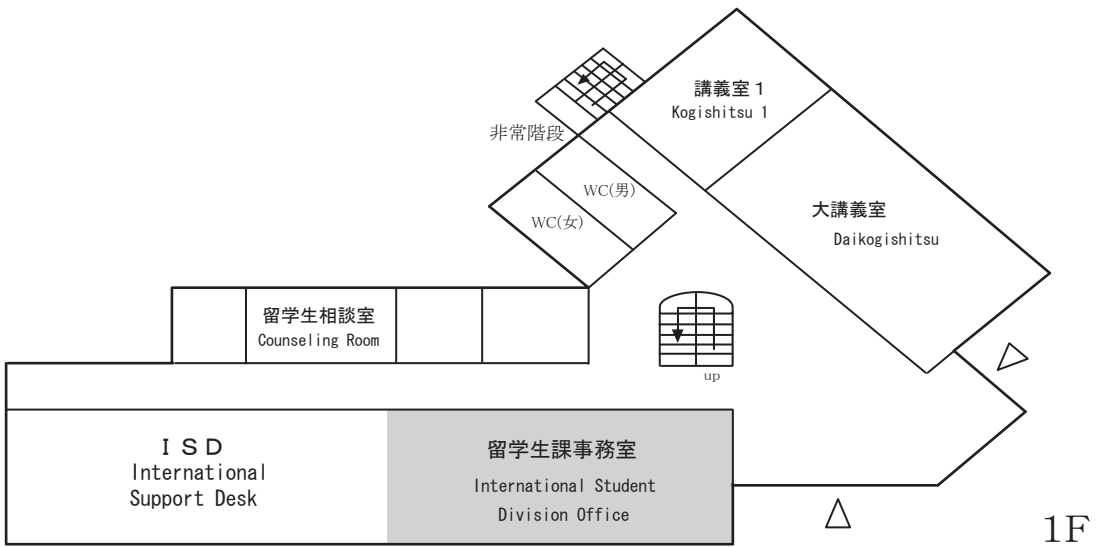 講義室１
Kogishitsu 1
非常階段
WC(男)
WC(女)
大講義室
Daikogishitsu
留学生相談室
Counseling Room
up
ＩＳＤ
International
Support Desk
留学生課事務室
International Student
Division Office
1F